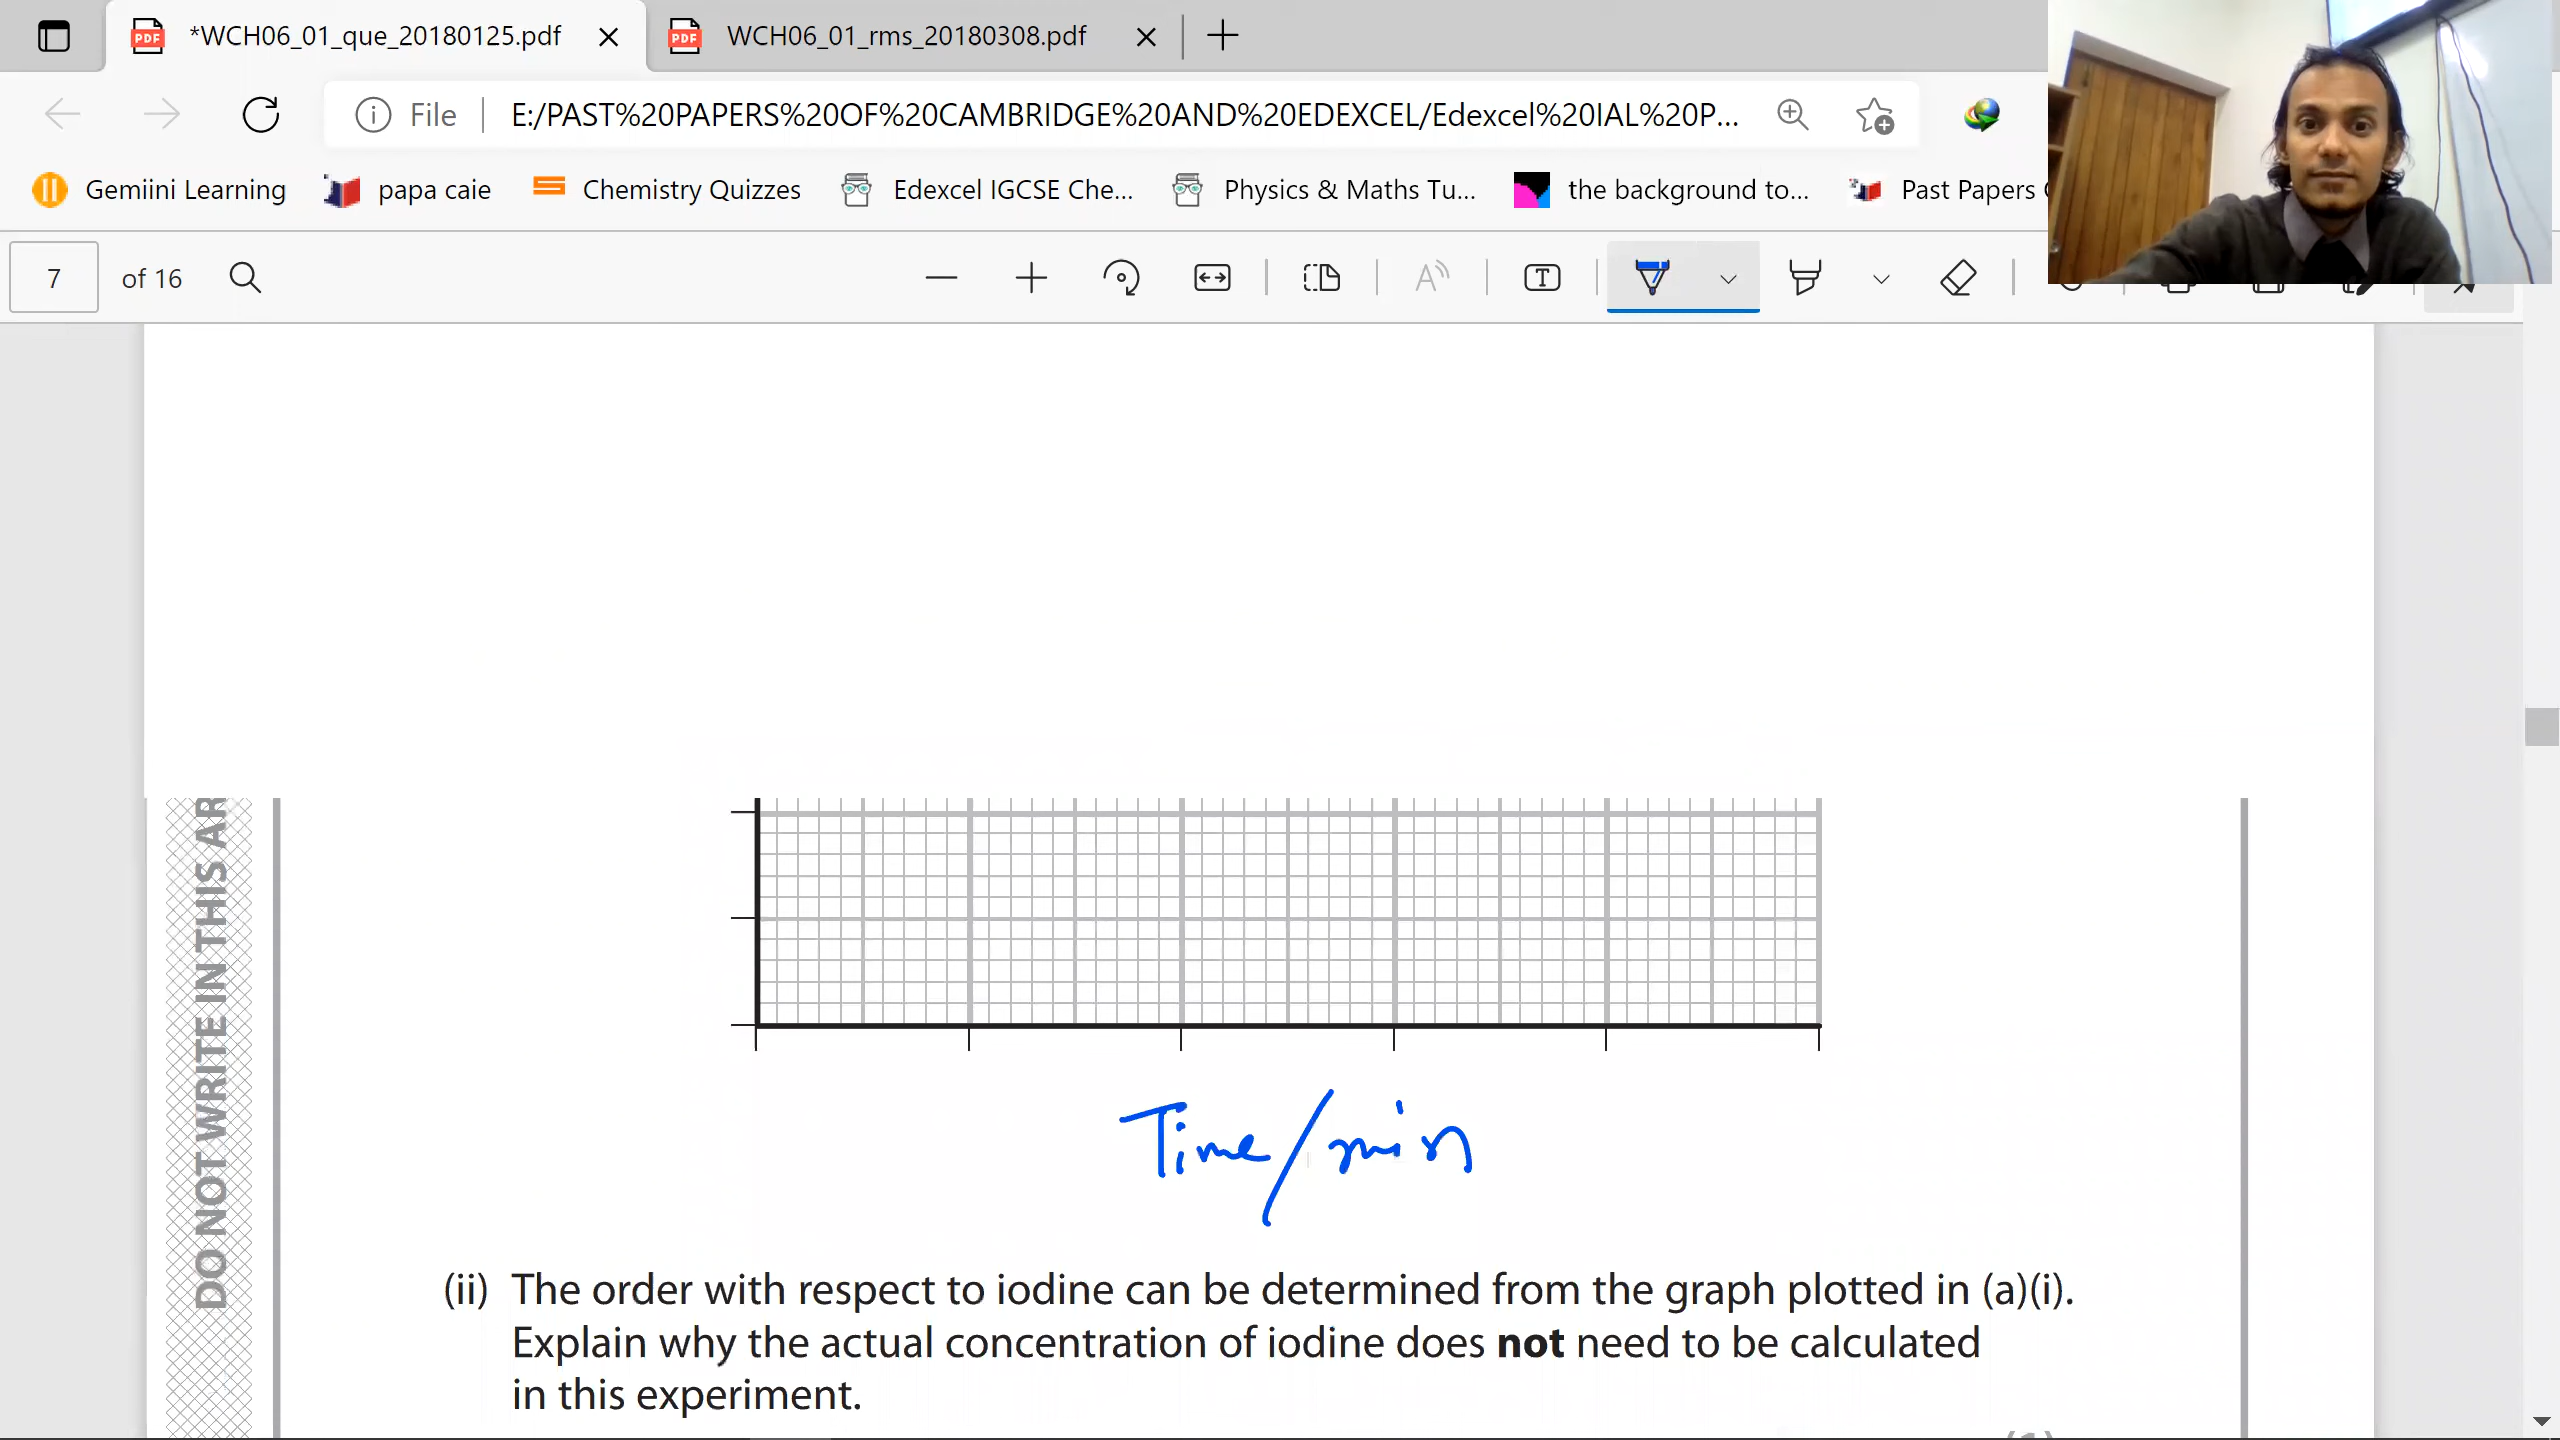 *WCH06_01_que_20180125.pdf
WCH06_01_rms_20180308.pdf
File
E:/PAST%20PAPERS%20OF%20CAMBRIDGE%20AND%20EDEXCEL/Edexcel%20IAL%20P...
Gemiini Learning
papa caie
Chemistry Quizzes
Edexcel IGCSE Che...
Physics & Maths Tu...
the background to...
Past Papers
7
of 16
DO NOT WRITE IN THIS AR
Time/min
(ii) The order with respect to iodine can be determined from the graph plotted in (a)(i).
Explain why the actual concentration of iodine does not need to be calculated
in this experiment.